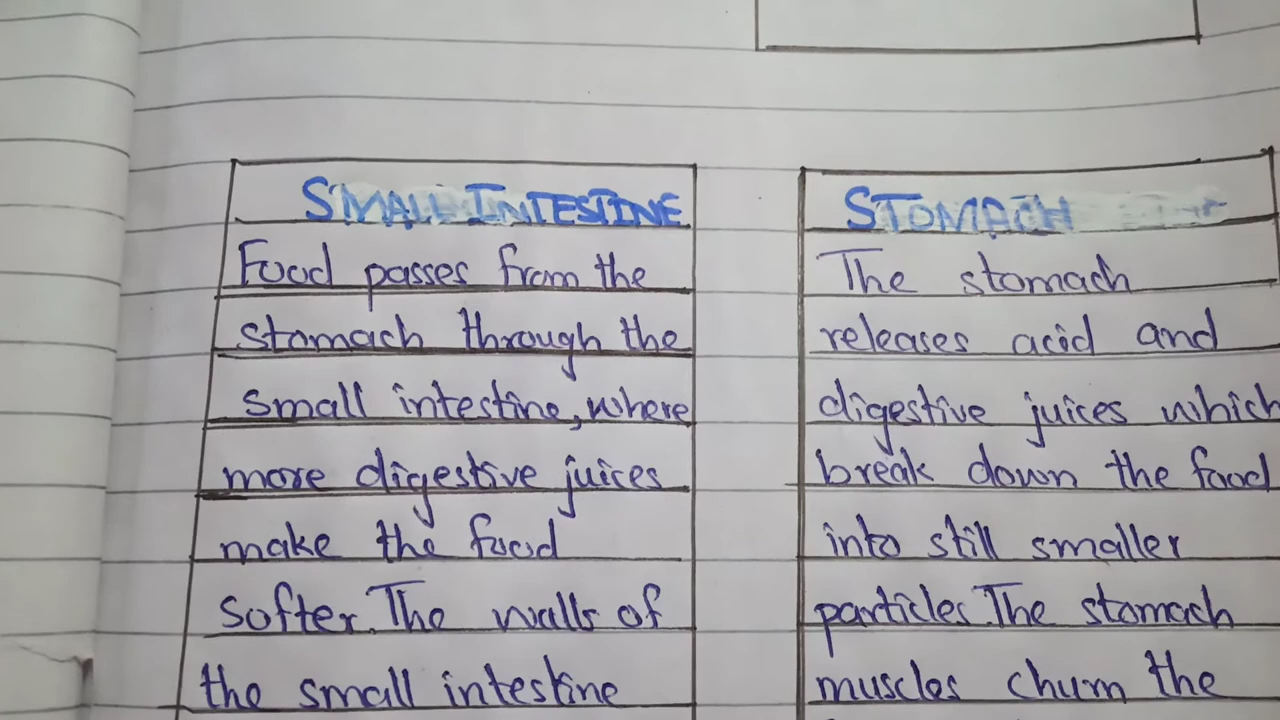 SMALL INTESTINE
Food passes from the
stomach through the
small intestine, where
more digestive juices
make the food
softer. The walls of
the small intestine
STOMACH
The stomach
releases acid and
digestive juices which
break down the food
into still smaller
particles. The stomach
muscles churn the